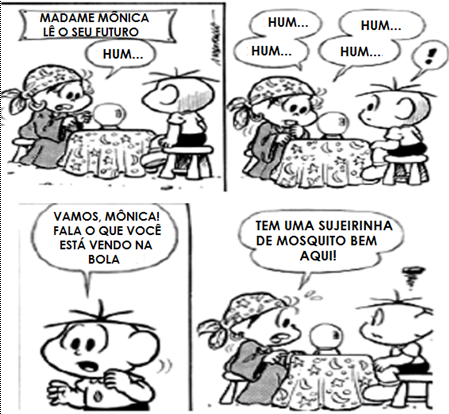 MADAME MÔNICA
LÊ O SEU FUTURO
HUM...
HUM...
HUM...
HUM...
HUM...
!
VAMOS, MÔNICA!
FALA O QUE VOCÊ
ESTÁ VENDO NA
BOLA
TEM UMA SUJEIRINHA
DE MOSQUITO BEM
AQUI!